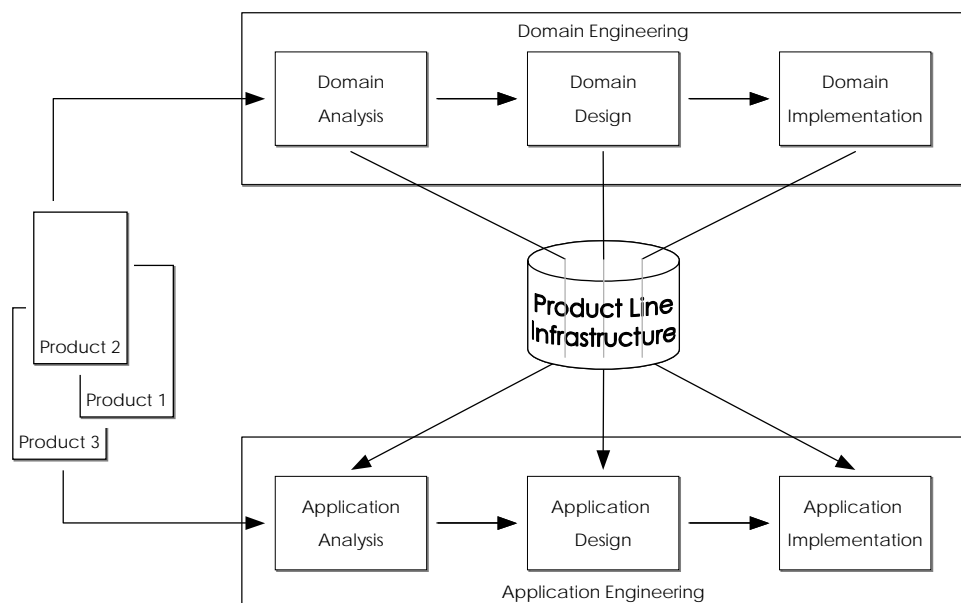 Domain Engineering
Domain
Analysis
Domain
Design
Domain
Implementation
Product Line
Infrastructure
Product 2
Product 1
Product 3
Application
Analysis
Application
Design
Application
Implementation
Application Engineering